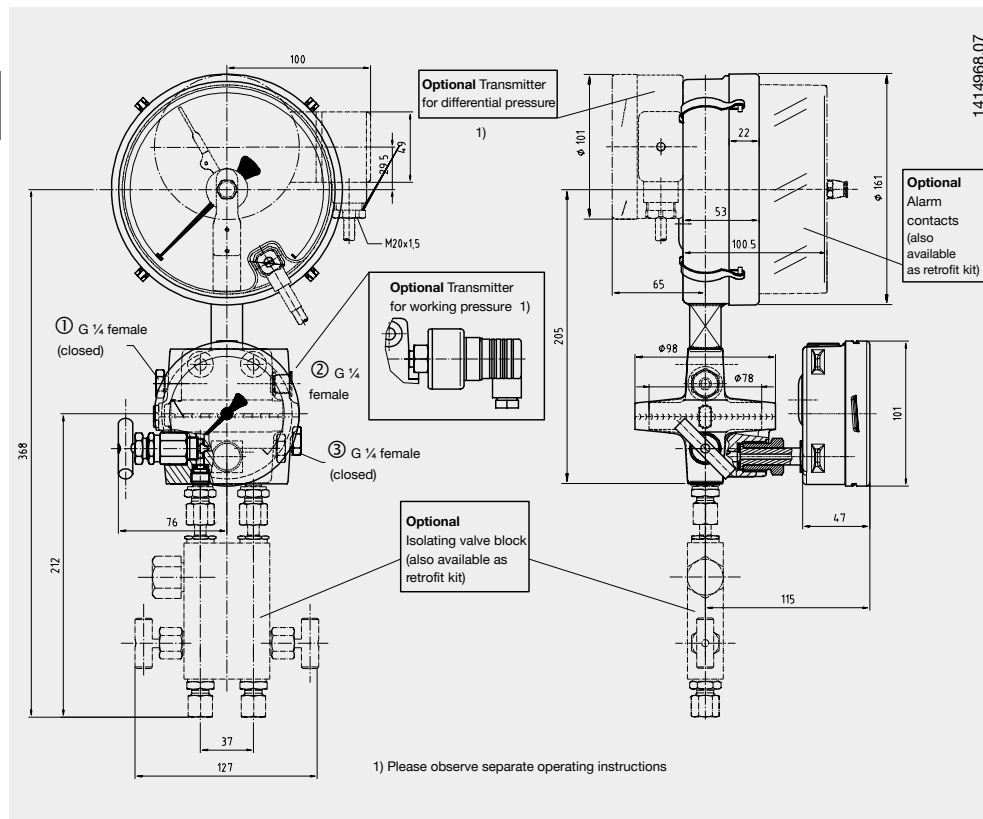 1414968.07
100
Optional Transmitter
for differential pressure
1)
49
29.5
M20x1,5
ø 101
22
53
100.5
65
ø 161
Optional
Alarm
contacts
(also
available
as retrofit kit)
Optional Transmitter
for working pressure 1)
① G ¼ female
(closed)
② G ¼
female
③ G ¼ female
(closed)
205
ø98
ø78
101
47
115
368
212
76
Optional
Isolating valve block
(also available as
retrofit kit)
37
127
1) Please observe separate operating instructions